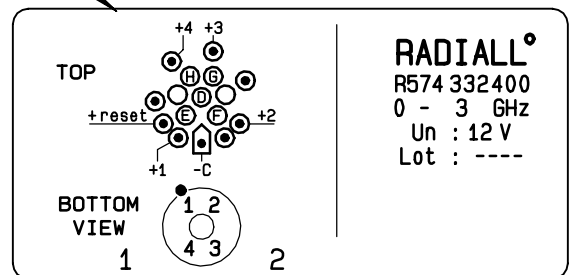 +4 +3
TOP
H G
D
+reset E F +2
+1 -C
BOTTOM
VIEW
1 2
4 3
1 2
RADIALL°
R574 332400
0 - 3 GHz
Un : 12 V
Lot : ----